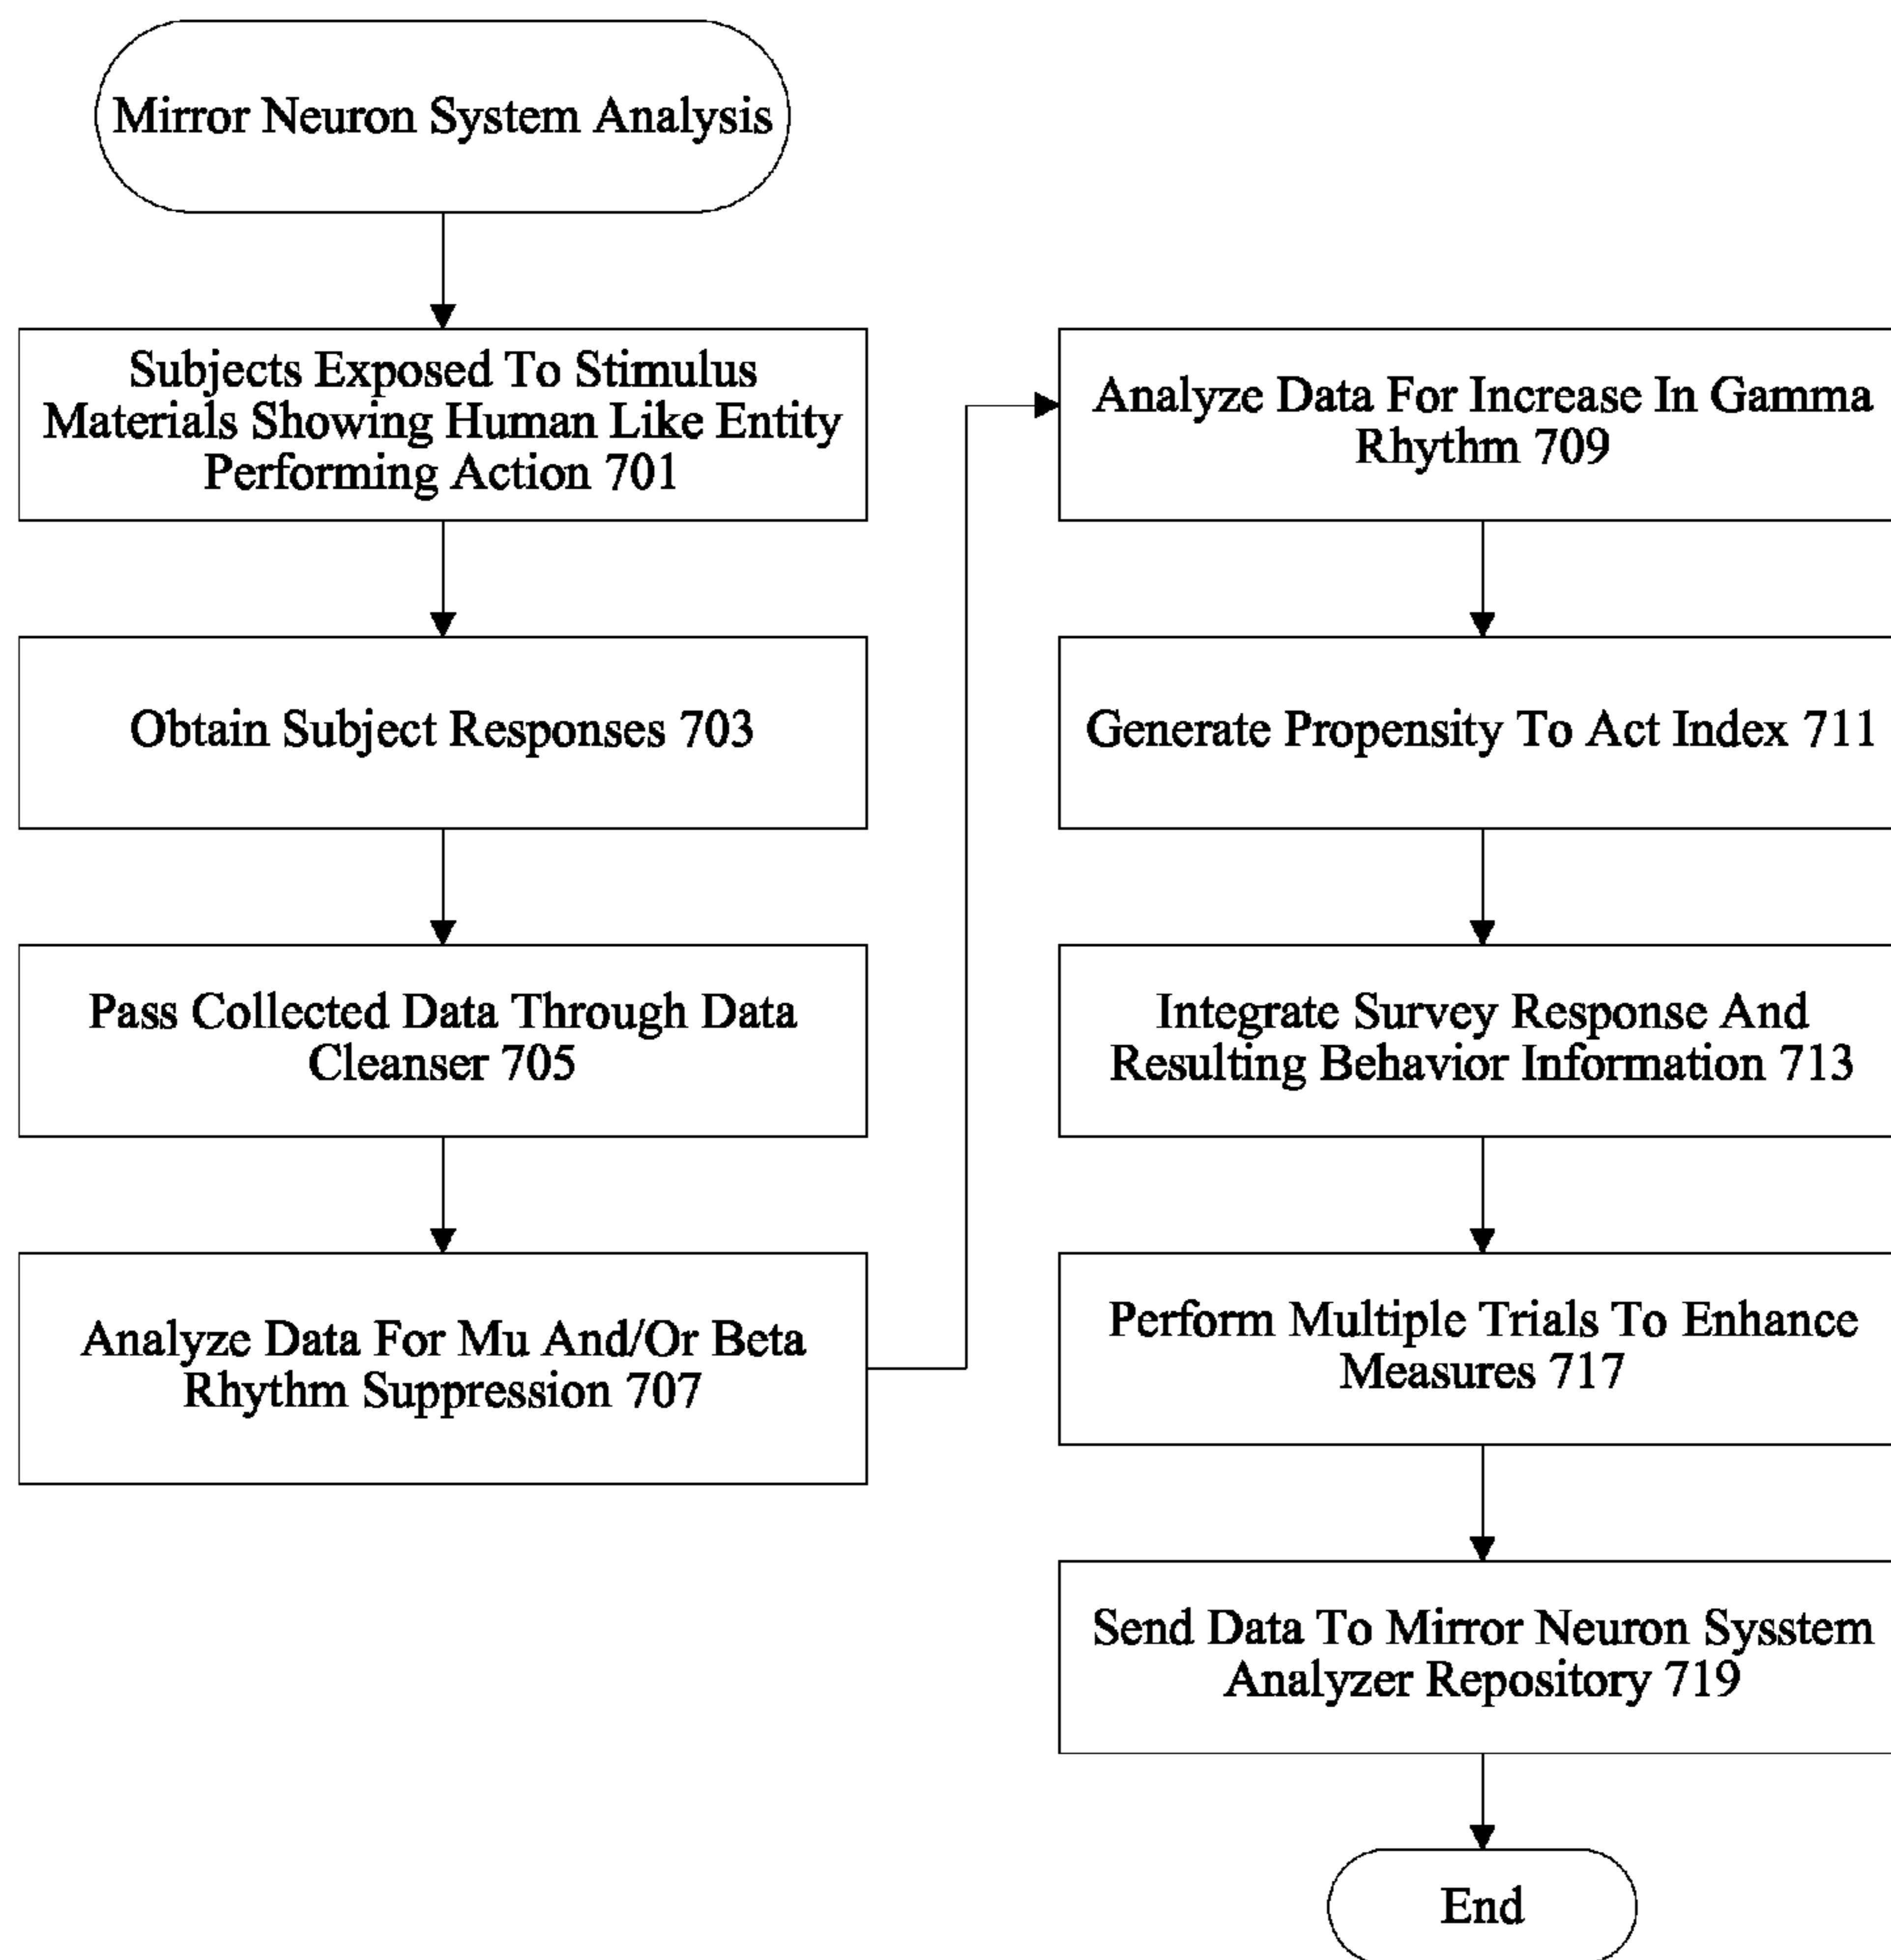 Mirror Neuron System Analysis
Subjects Exposed To Stimulus
Materials Showing Human Like Entity
Performing Action 701
Obtain Subject Responses 703
Pass Collected Data Through Data
Cleanser 705
Analyze Data For Mu And/Or Beta
Rhythm Suppression 707
Analyze Data For Increase In Gamma
Rhythm 709
Generate Propensity To Act Index 711
Integrate Survey Response And
Resulting Behavior Information 713
Perform Multiple Trials To Enhance
Measures 717
Send Data To Mirror Neuron Sysstem
Analyzer Repository 719
End